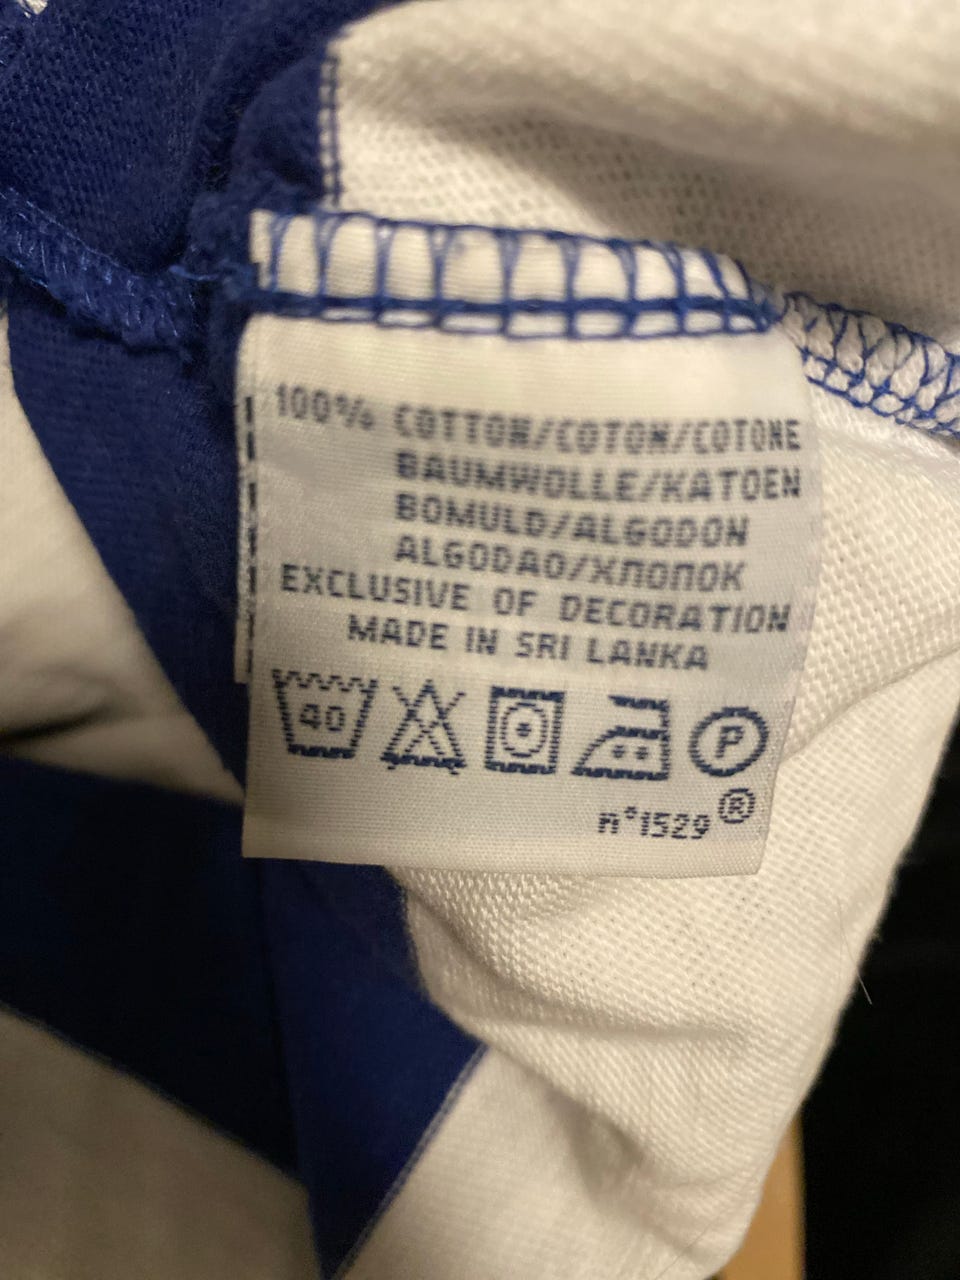 100% COTTON/COTON/COTONE
BAUMWOLLE/KATOEN
BOMULD/ALGODON
ALGODAO/ХЛОПОК
EXCLUSIVE OF DECORATION
MADE IN SRI LANKA
40 P
n°1529®